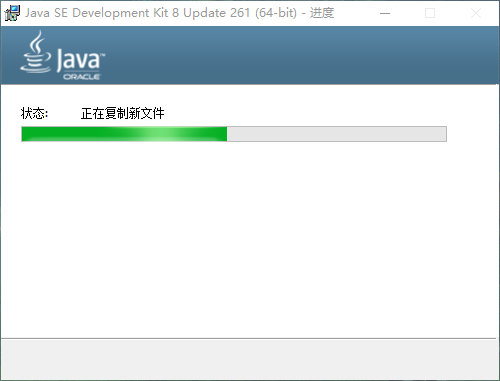 Java SE Development Kit 8 Update 261 (64-bit) - 进度
Java™
ORACLE
状态: 正在复制新文件